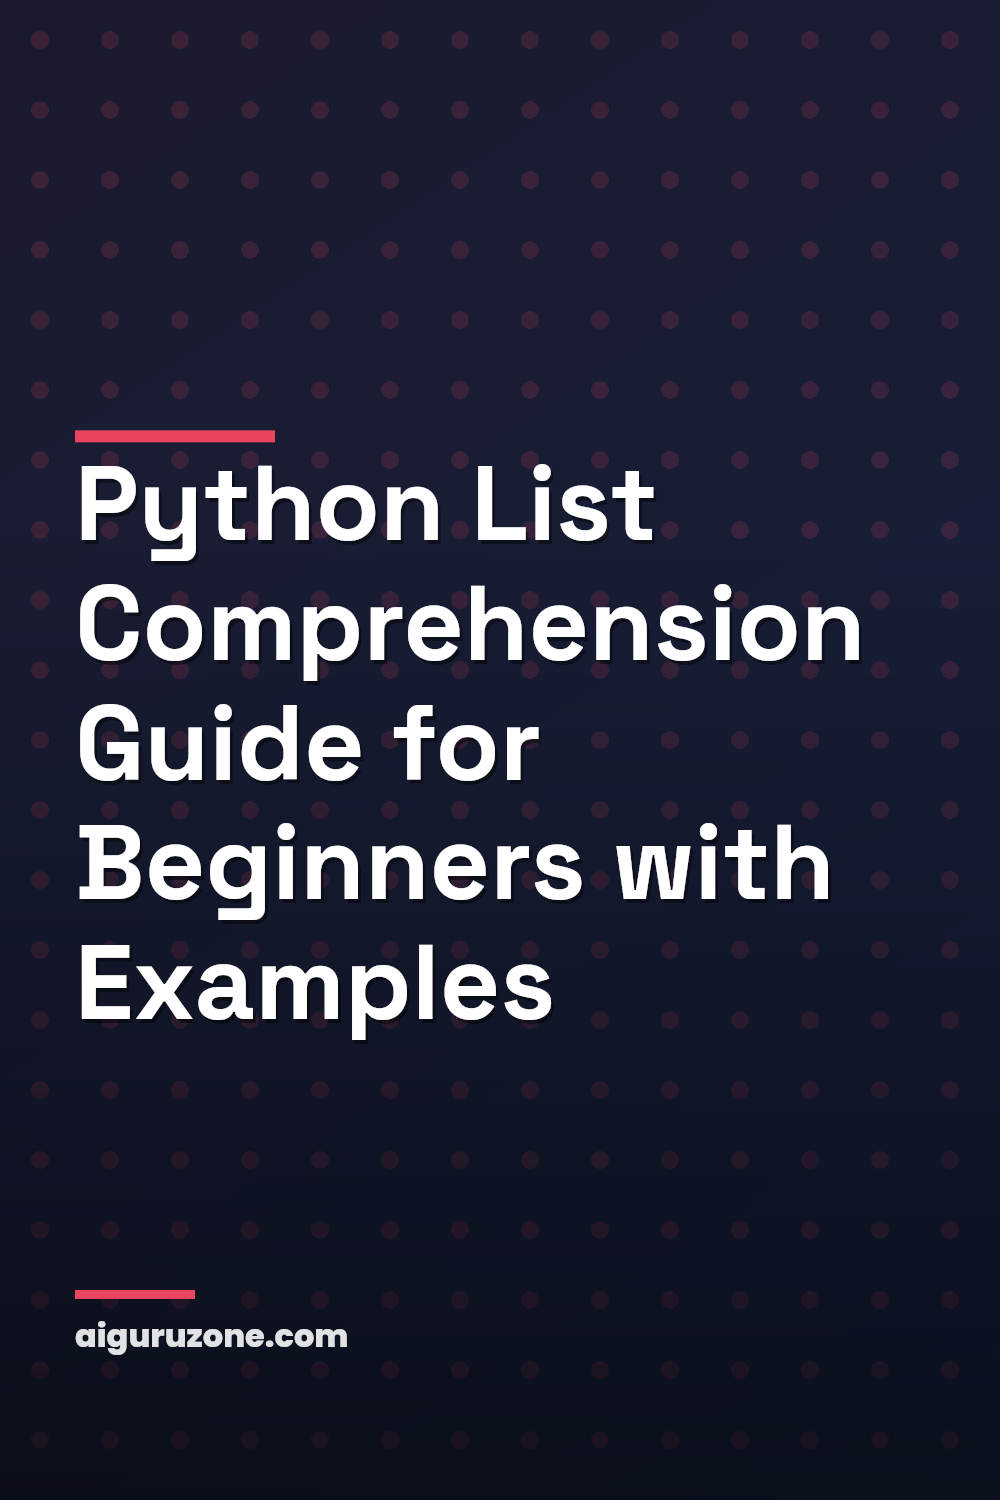 Python List
Comprehension
Guide for
Beginners with
Examples
aiguruzone.com